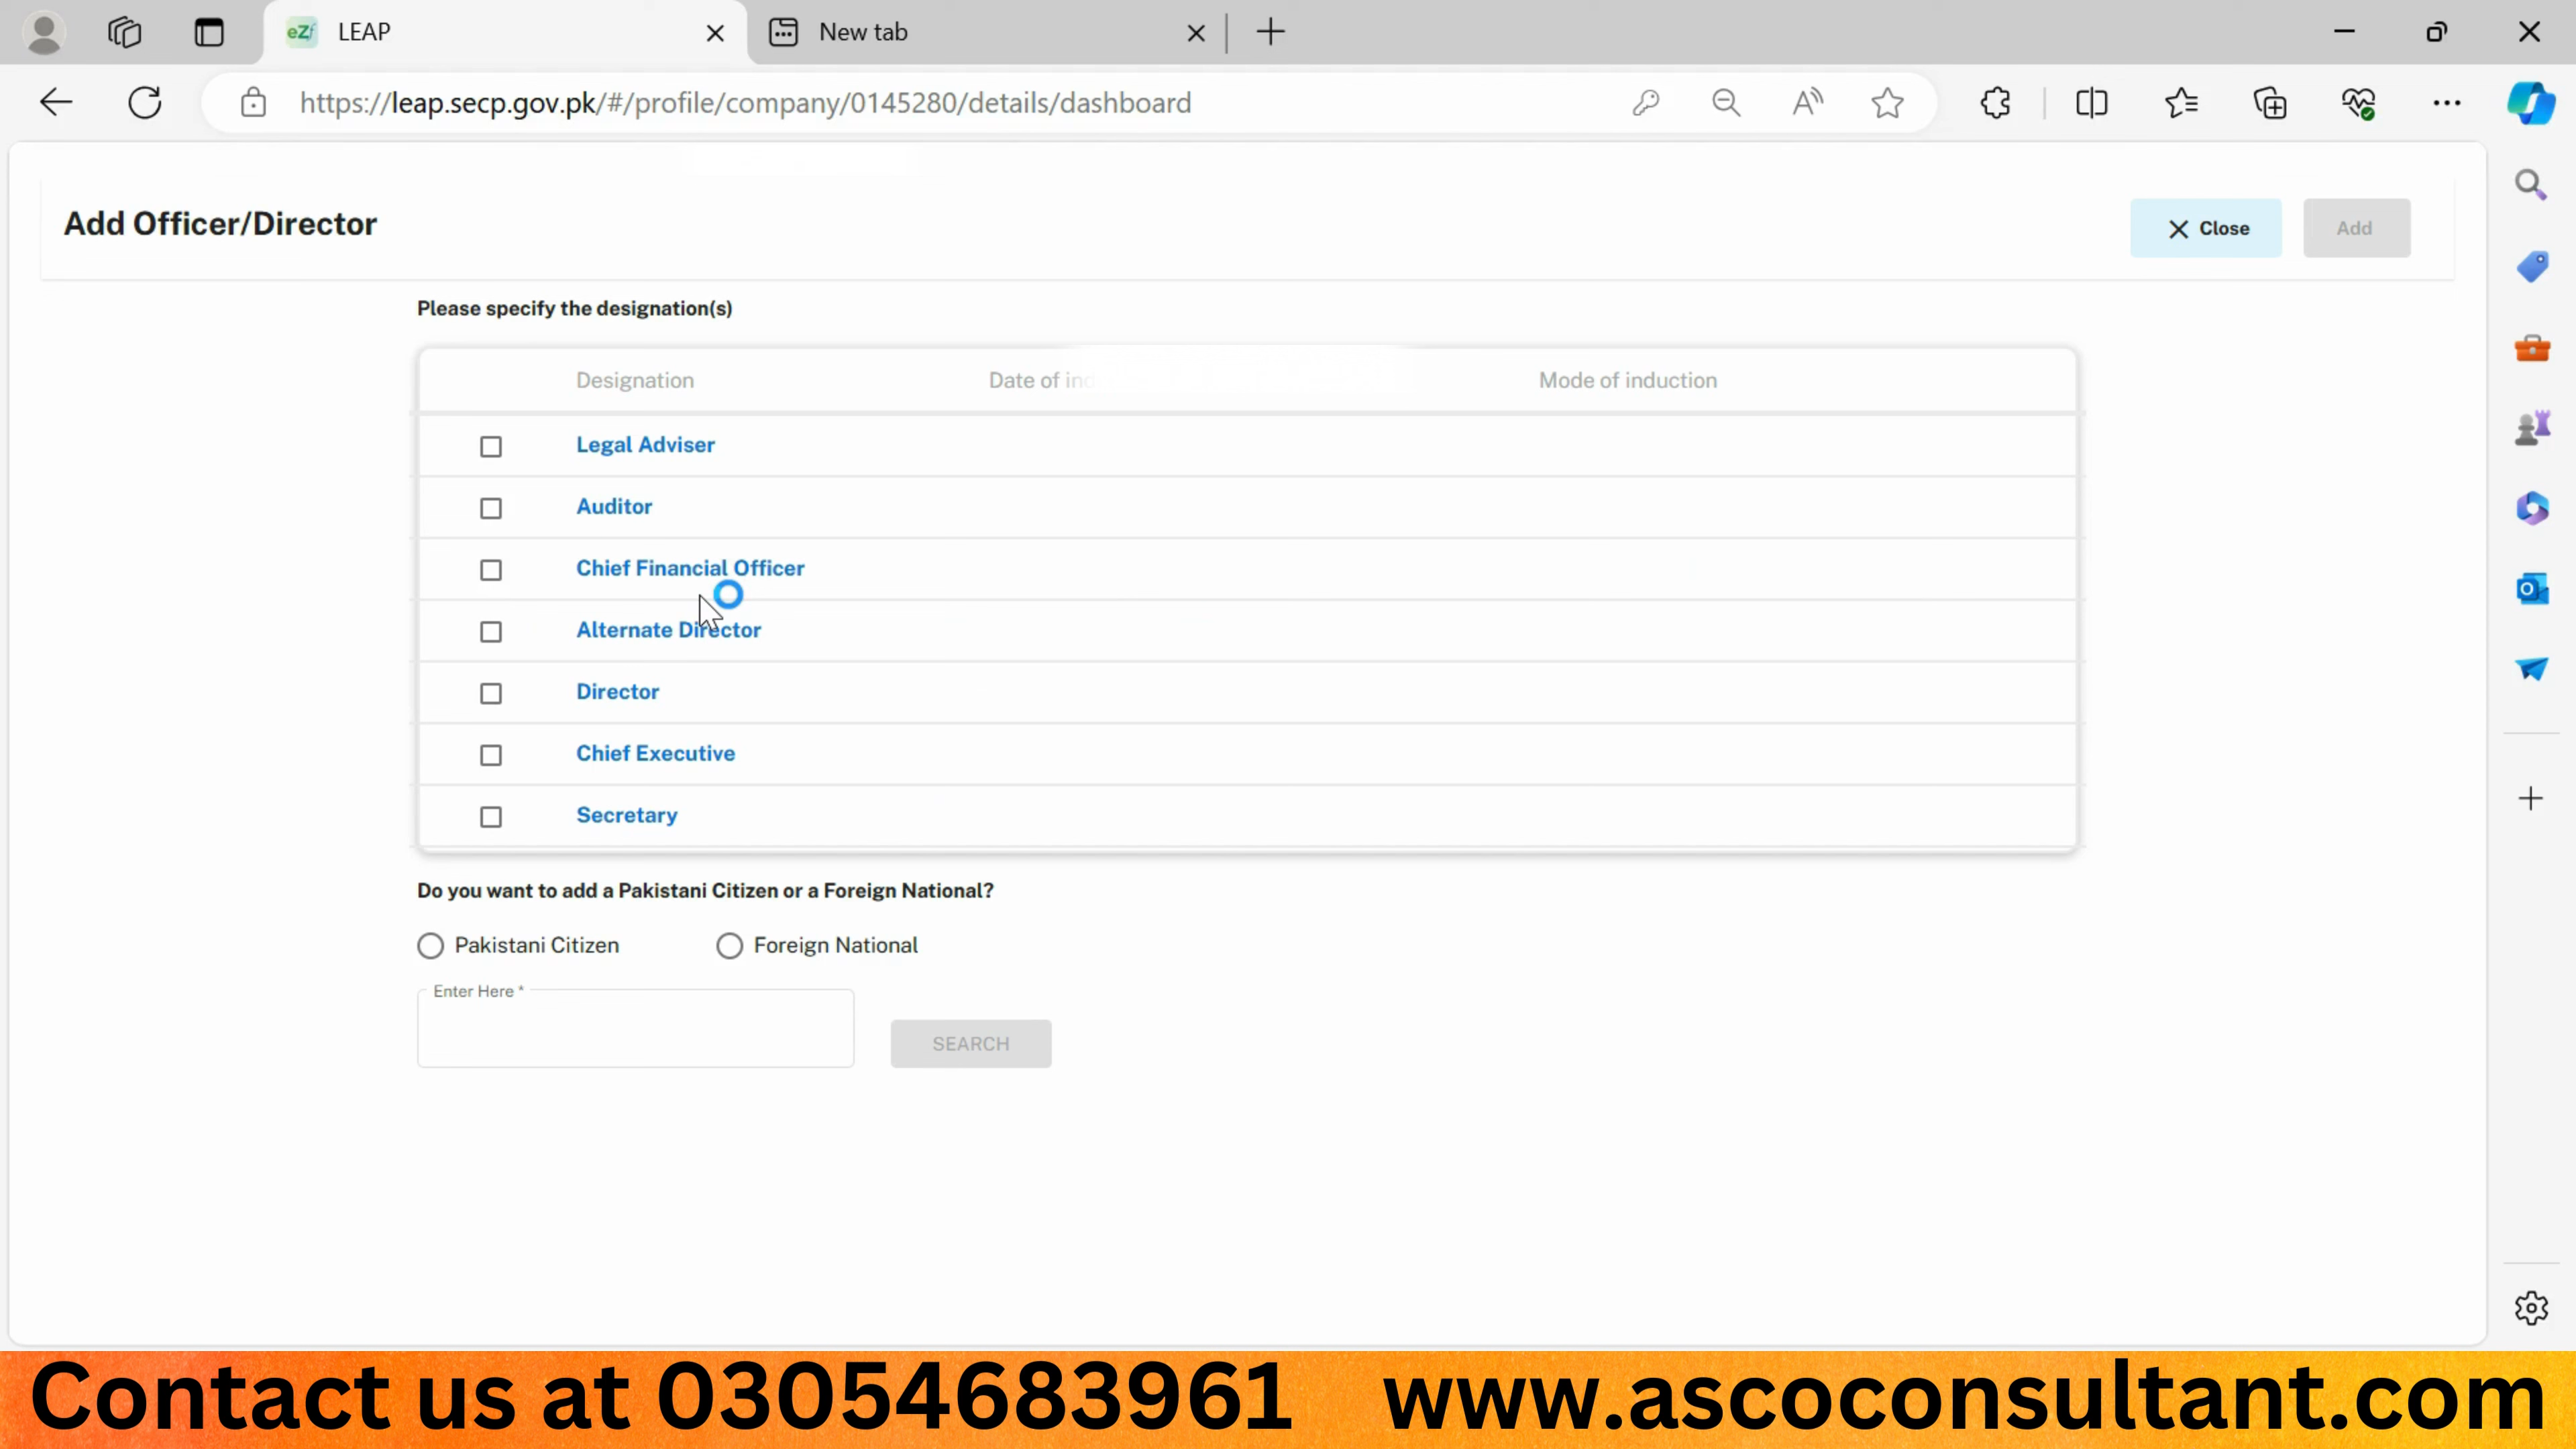 LEAP
New tab
https://leap.secp.gov.pk/#/profile/company/0145280/details/dashboard
Add Officer/Director
Close
Add
Please specify the designation(s)
Designation
Date of
Mode of induction
Legal Adviser
Auditor
Chief Financial Officer
Alternate Director
Director
Chief Executive
Secretary
Do you want to add a Pakistani Citizen or a Foreign National?
Pakistani Citizen
Foreign National
Enter Here *
SEARCH
Contact us at 03054683961
www.ascoconsultant.com